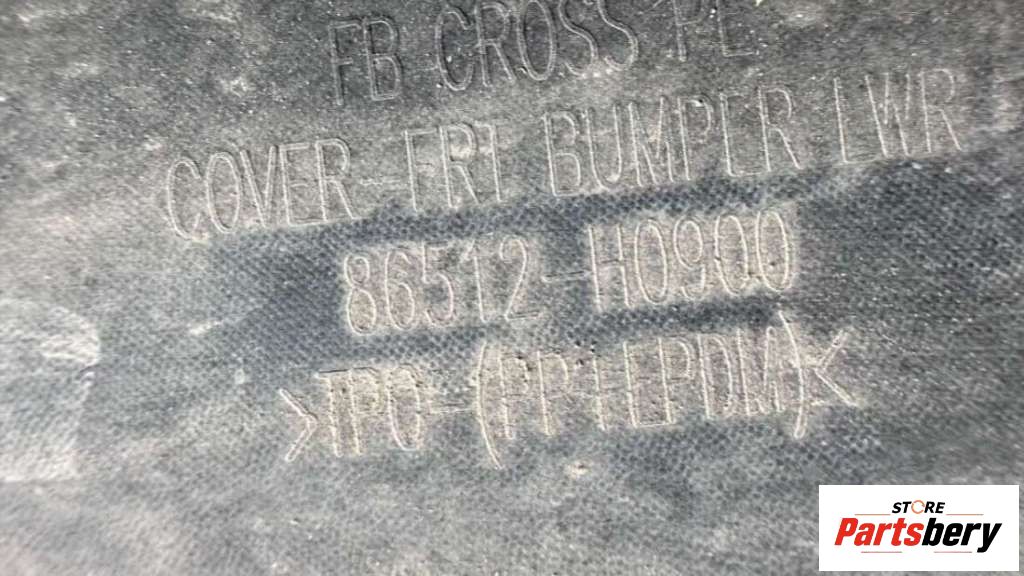 FB CROSS PE
COVER-FRT BUMPER LWR
86512-H0900
>TPO-(PP+EPDM)<
STORE
Partsbery